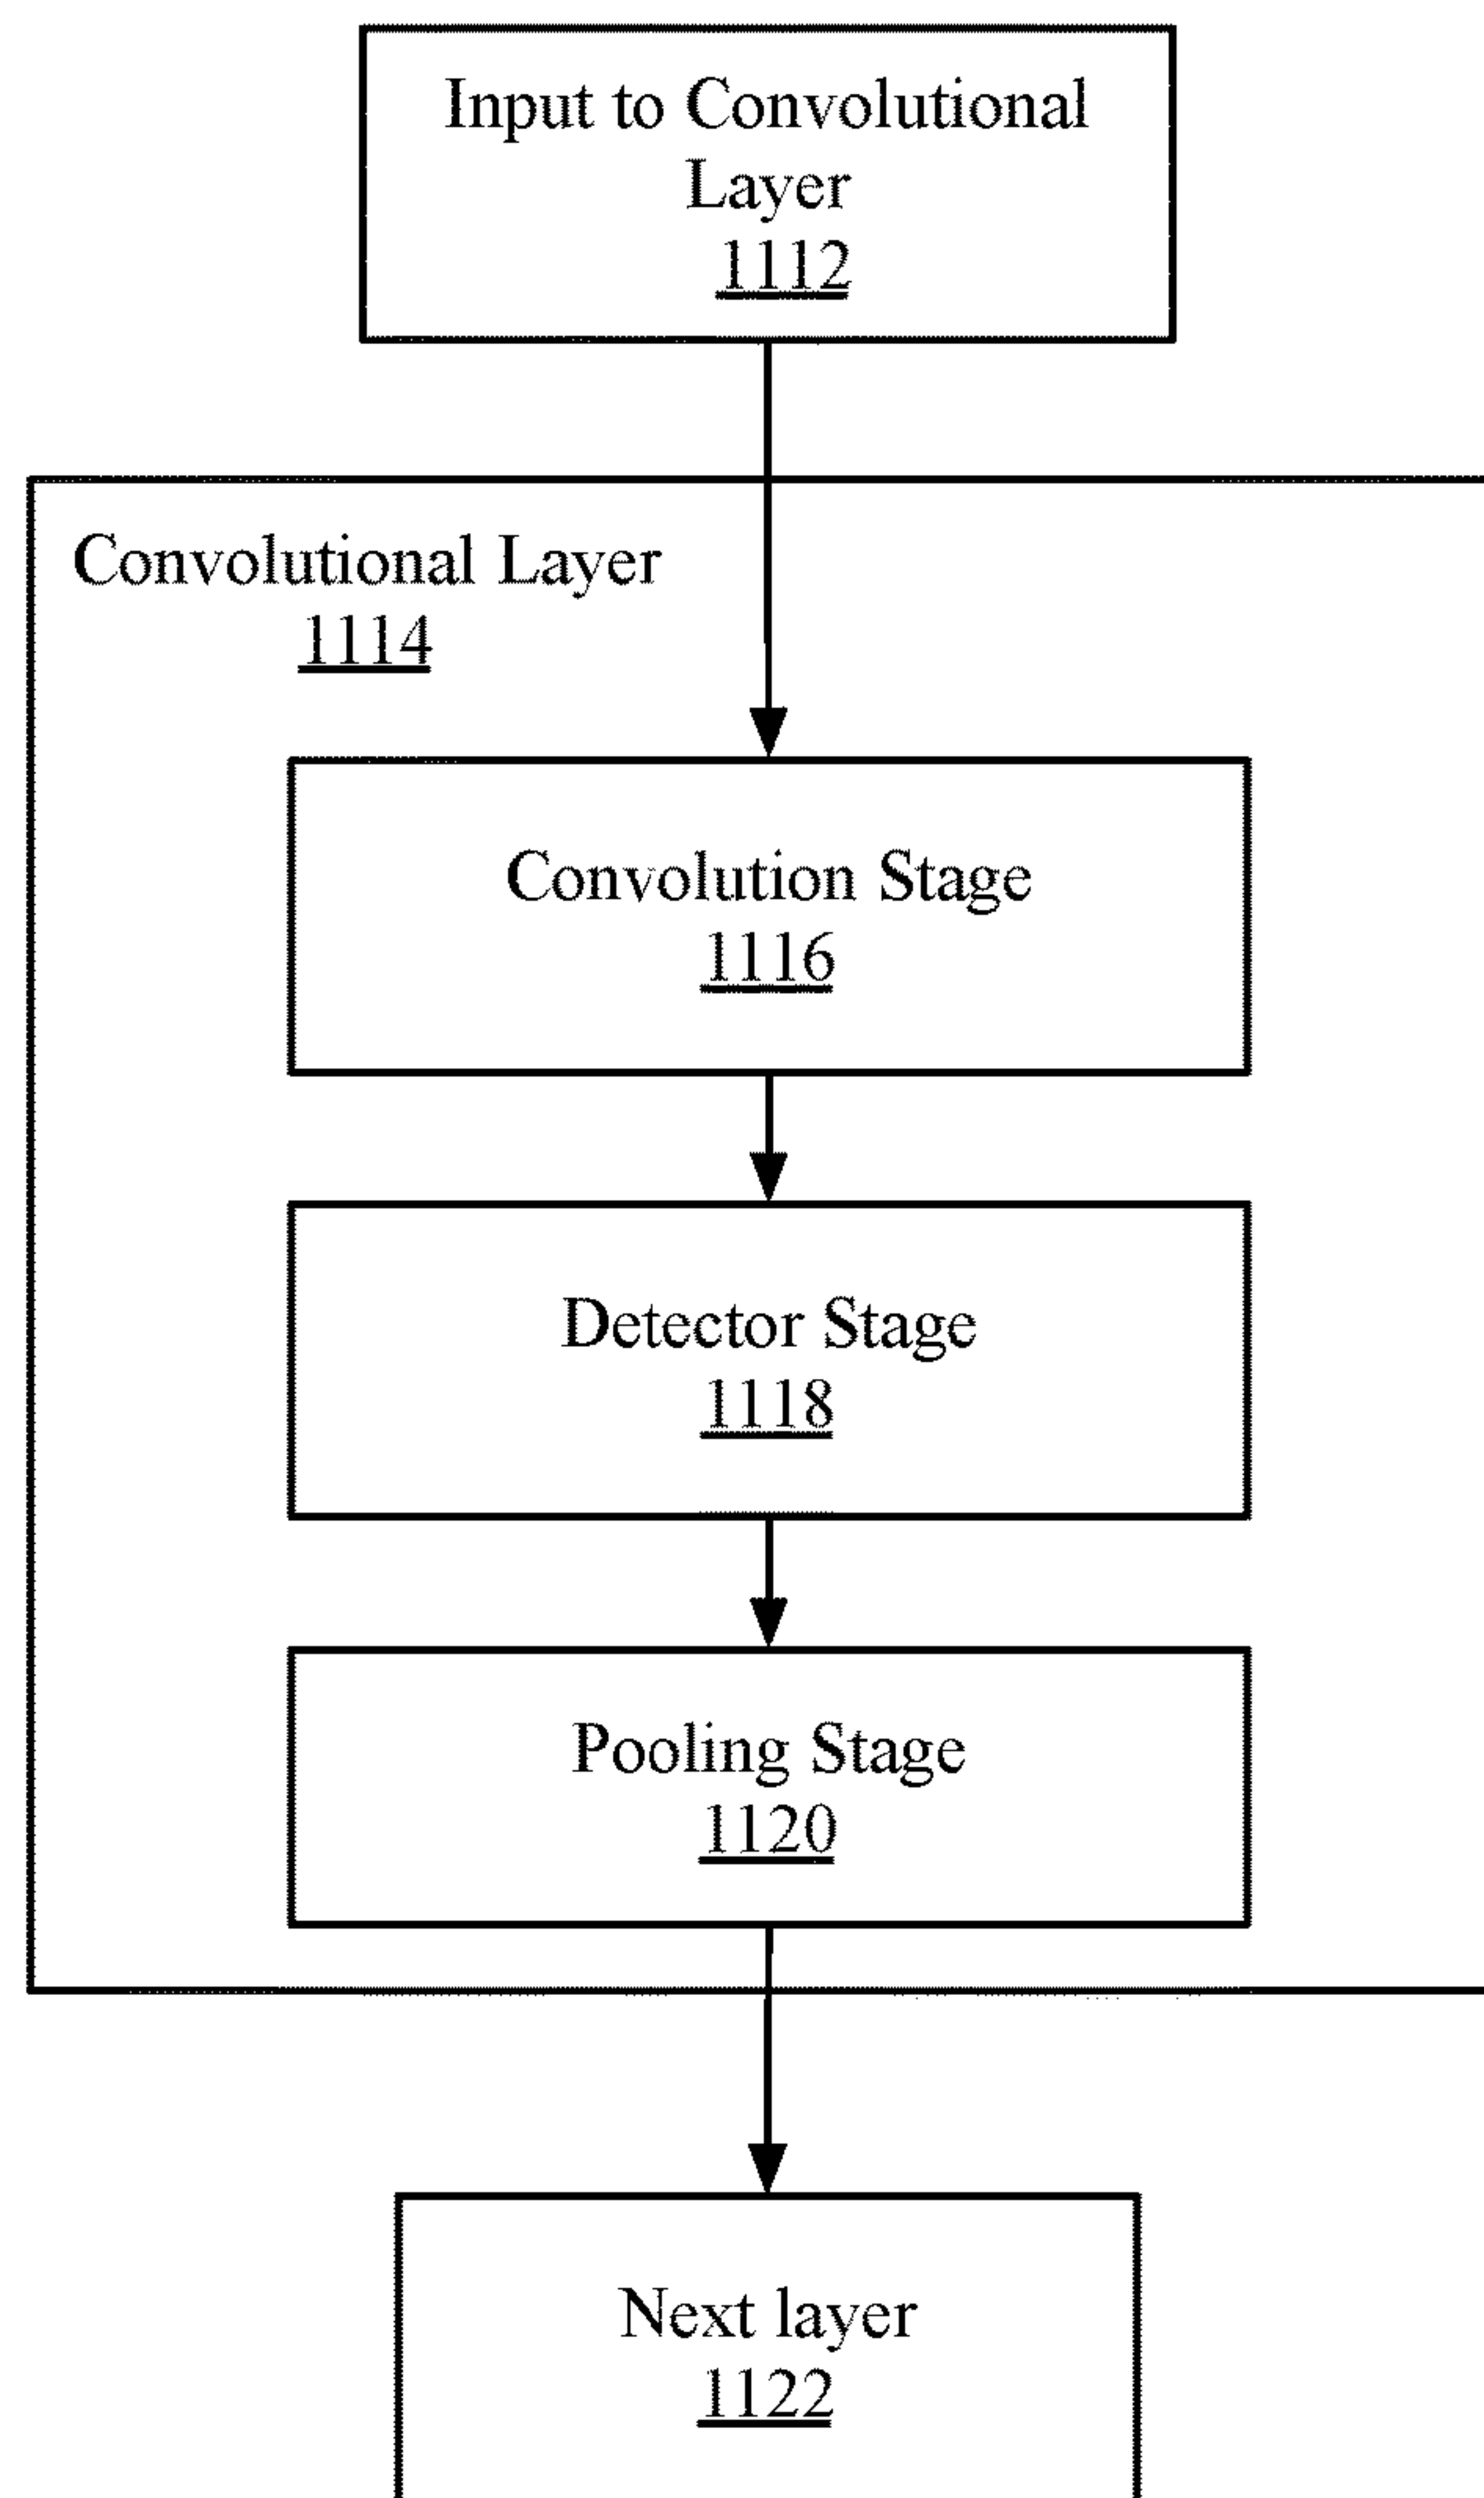 Input to Convolutional
Layer
1112
Convolutional Layer
1114
Convolution Stage
1116
Detector Stage
1118
Pooling Stage
1120
Next layer
1122